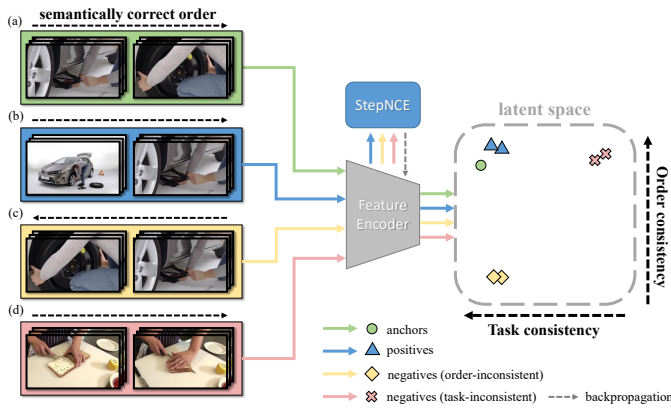 (a)
semantically correct order
(b)
(c)
(d)
StepNCE
Feature
Encoder
latent space
Order consistency
Task consistency
anchors
positives
negatives (order-inconsistent)
negatives (task-inconsistent)
backpropagation